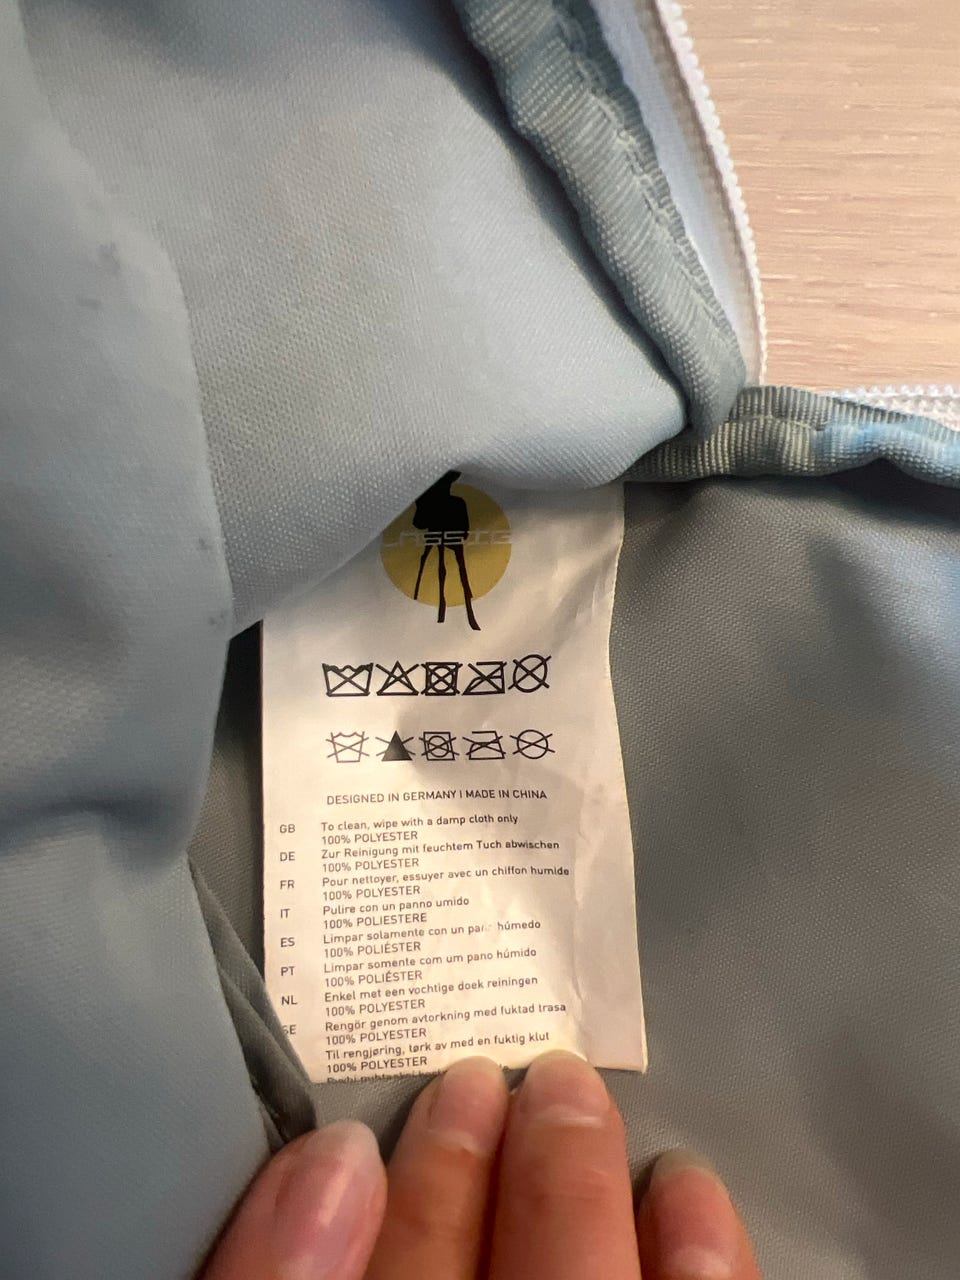 LASSIG
DESIGNED IN GERMANY | MADE IN CHINA
GB To clean, wipe with a damp cloth only
100% POLYESTER
DE Zur Reinigung mit feuchtem Tuch abwischen
100% POLYESTER
FR Pour nettoyer, essuyer avec un chiffon humide
100% POLYESTER
IT Pulire con un panno umido
100% POLIESTERE
ES Limpar solamente con un húmedo
100% POLIÉSTER
PT Limpar somente com um pano húmido
100% POLIÉSTER
NL Enkel met een vochtige doek reiningen
100% POLYESTER
SE Rengör genom avtorkning med fuktad trasa
100% POLYESTER
Til rengjøring, tørk av med en fuktig klut
100% POLYESTER